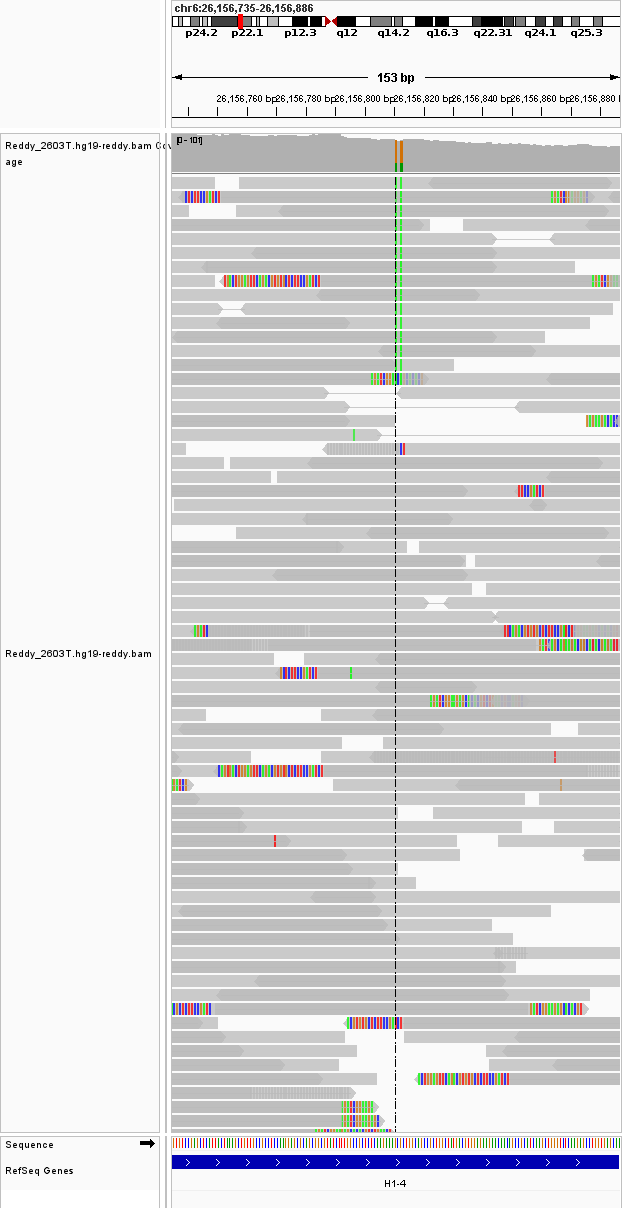 chr6:26,156,735-26,156,886
p24.2 p22.1 p12.3 q12 q14.2 q16.3 q22.31 q24.1 q25.3
153 bp
26,156,760 bp 26,156,780 bp 26,156,800 bp 26,156,820 bp 26,156,840 bp 26,156,860 bp 26,156,880
Reddy_2603T.hg19-reddy.bam Cov
age
[0 - 101]
Reddy_2603T.hg19-reddy.bam
Sequence
RefSeq Genes
H1-4